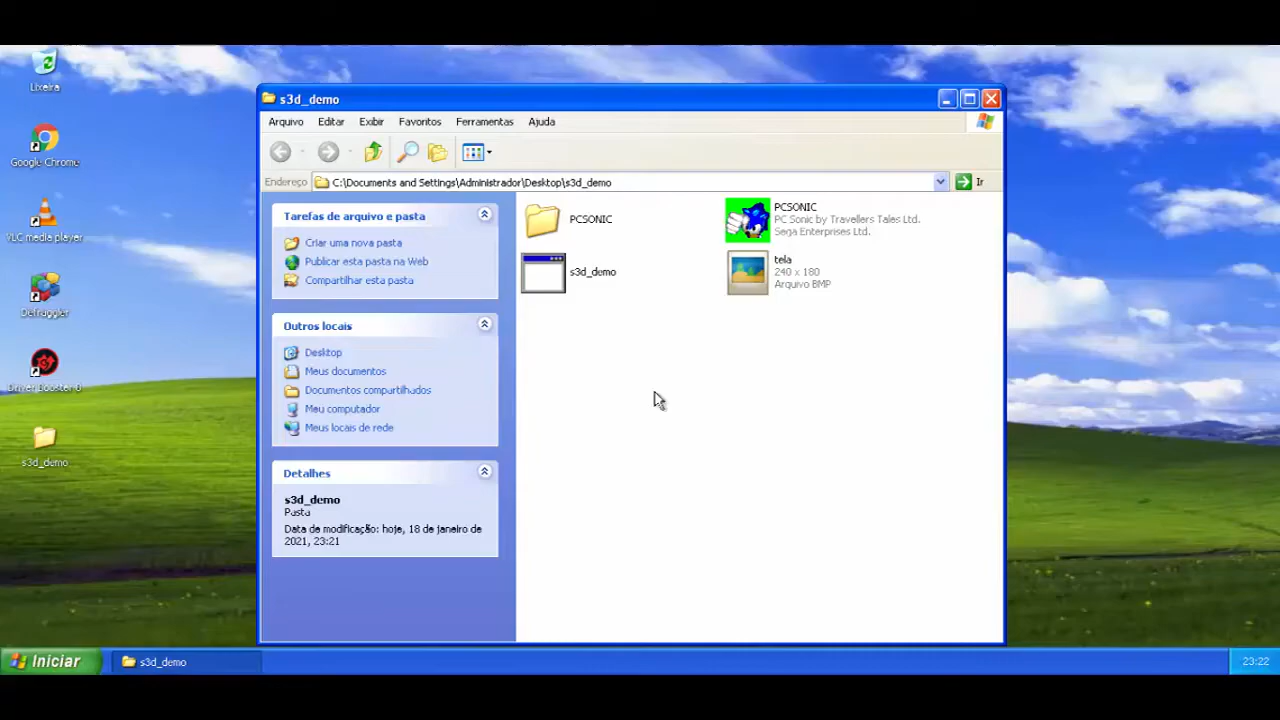 Lixeira
Google Chrome
VLC media player
Defraggler
Driver Booster 8
s3d_demo
s3d_demo
Arquivo Editar Exibir Favoritos Ferramentas Ajuda
Endereço C:\Documents and Settings\Administrador\Desktop\s3d_demo Ir
Tarefas de arquivo e pasta
Criar uma nova pasta
Publicar esta pasta na Web
Compartilhar esta pasta
Outros locais
Desktop
Meus documentos
Documentos compartilhados
Meu computador
Meus locais de rede
Detalhes
s3d_demo
Pasta
Data de modificação: hoje, 18 de janeiro de
2021, 23:21
PCSONIC
PCSONIC
PC Sonic by Travellers Tales Ltd.
Sega Enterprises Ltd.
s3d_demo
tela
240 x 180
Arquivo BMP
Iniciar
s3d_demo
23:22